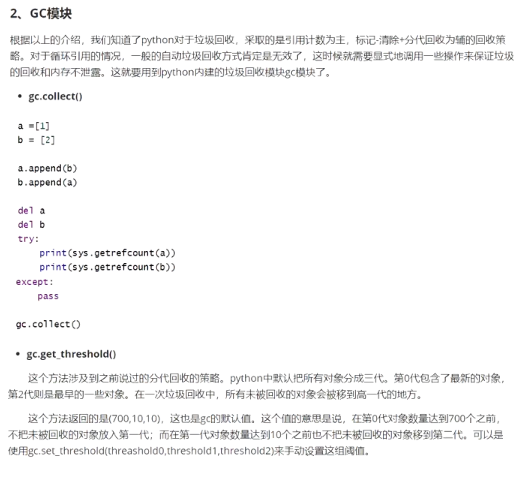 2、GC模块
根据以上的介绍，我们知道了python对于垃圾回收，采取的是引用计数为主，标记-清除+分代回收为辅的回收策
略。对于循环引用的情况，一般的自动垃圾回收方式肯定是无效了，这时候就需要显式地调用一些操作来保证垃圾
的回收和内存不泄露。这就要用到python内建的垃圾回收模块gc模块了。
• gc.collect()
a =[1]
b = [2]
a.append(b)
b.append(a)
del a
del b
try:
    print(sys.getrefcount(a))
    print(sys.getrefcount(b))
except:
    pass
gc.collect()
• gc.get_threshold()
这个方法涉及到之前说过的分代回收的策略。python中默认把所有对象分成三代。第0代包含了最新的对象，
第2代则是最早的一些对象。在一次垃圾回收中，所有未被回收的对象会被移到高一代的地方。
这个方法返回的是(700,10,10)，这也是gc的默认值。这个值的意思是说，在第0代对象数量达到700个之前，
不把未被回收的对象放入第一代；而在第一代对象数量达到10个之前也不把未被回收的对象移到第二代。可以是
使用gc.set_threshold(threashold0,threshold1,threshold2)来手动设置这组阈值。